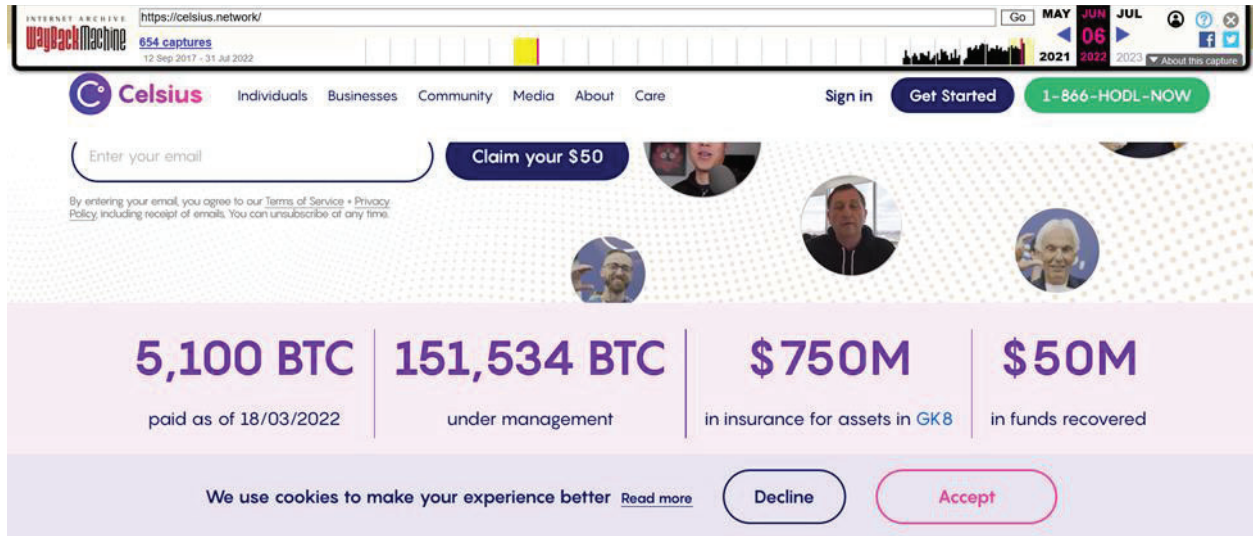 INTERNET ARCHIVE
WayBackMachine
https://celsius.network/
Go
654 captures
12 Sep 2017 - 31 Jul 2022
MAY JUN JUL
06
2021 2022 2023
About this capture
Celsius
Individuals Businesses Community Media About Care
Sign in Get Started 1-866-HODL-NOW
Enter your email
Claim your $50
By entering your email, you agree to our Terms of Service + Privacy
Policy, including receipt of emails. You can unsubscribe at any time.
5,100 BTC 151,534 BTC $750M $50M
paid as of 18/03/2022 under management in insurance for assets in GK8 in funds recovered
We use cookies to make your experience better Read more Decline Accept